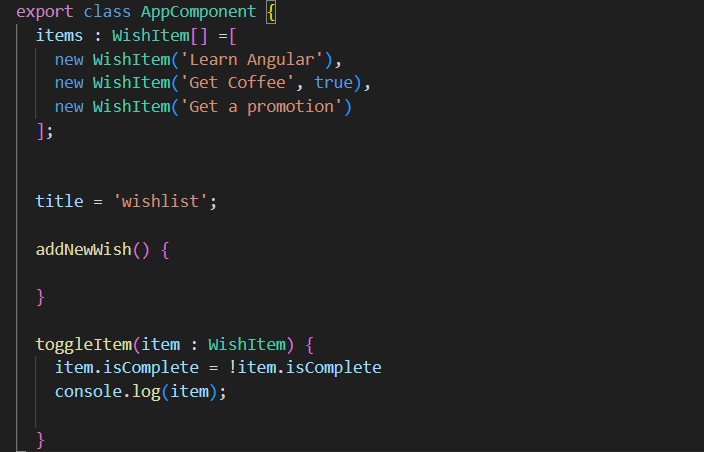 export class AppComponent {
items : WishItem[] =[
new WishItem('Learn Angular'),
new WishItem('Get Coffee', true),
new WishItem('Get a promotion')
];
title = 'wishlist';
addNewWish() {
}
toggleItem(item : WishItem) {
item.isComplete = !item.isComplete
console.log(item);
}